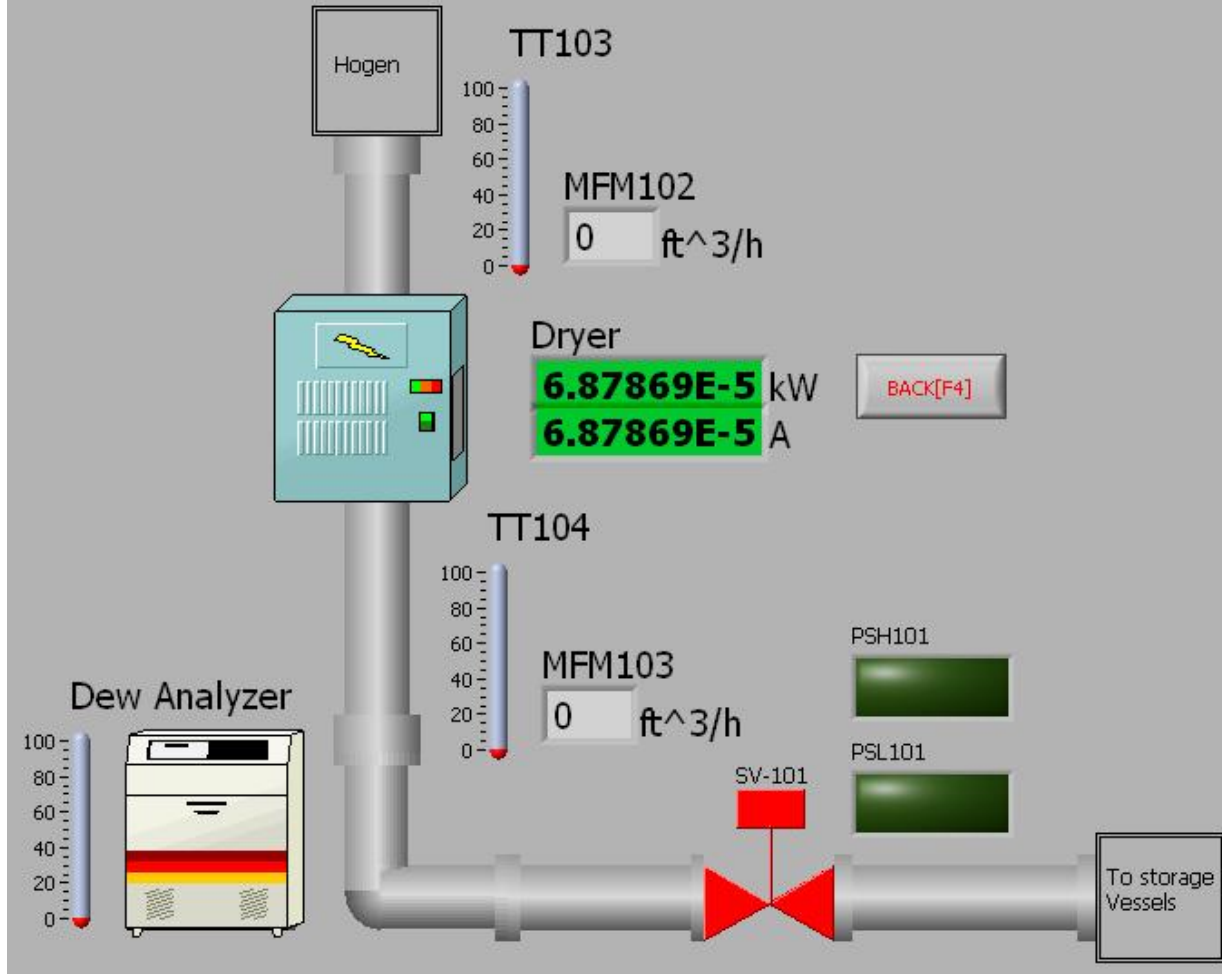 Hogen
TT103
100
80
60
40
20
0
MFM102
0 ft^3/h
Dryer
6.87869E-5 kW
6.87869E-5 A
BACK[F4]
TT104
100
80
60
40
20
0
MFM103
0 ft^3/h
PSH101
PSL101
Dew Analyzer
100
80
60
40
20
0
SV-101
To storage
Vessels